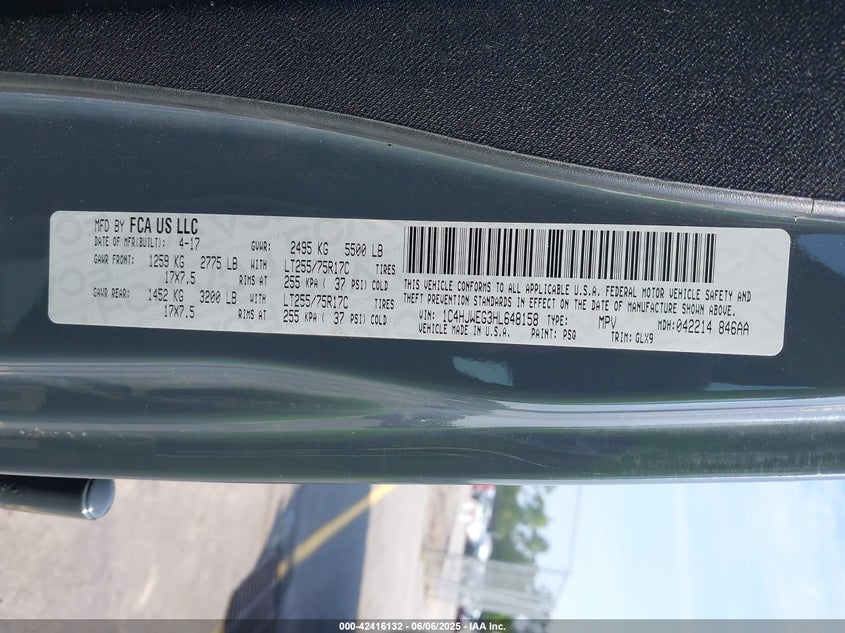 MFD BY FCA US LLC
DATE OF MFR(BUILT): 4-17 GVWR: 2495 KG 5500 LB
GAWR FRONT: 1259 KG 2775 LB WITH LT255/75R17C TIRES
17X7.5 RIMS AT 255 KPA ( 37 PSI) COLD
GAWR REAR: 1452 KG 3200 LB WITH LT255/75R17C TIRES
17X7.5 RIMS AT 255 KPA ( 37 PSI) COLD
THIS VEHICLE CONFORMS TO ALL APPLICABLE U.S.A. FEDERAL MOTOR VEHICLE SAFETY AND
THEFT PREVENTION STANDARDS IN EFFECT ON THE DATE OF MANUFACTURE SHOWN ABOVE.
VIN: 1C4HJWEG3HL648158 TYPE: MPV MDH: 042214 846AA
VEHICLE MADE IN U.S.A. PAINT: PSQ TRIM: GLX9
000-42416132 - 06/06/2025 - IAA Inc.